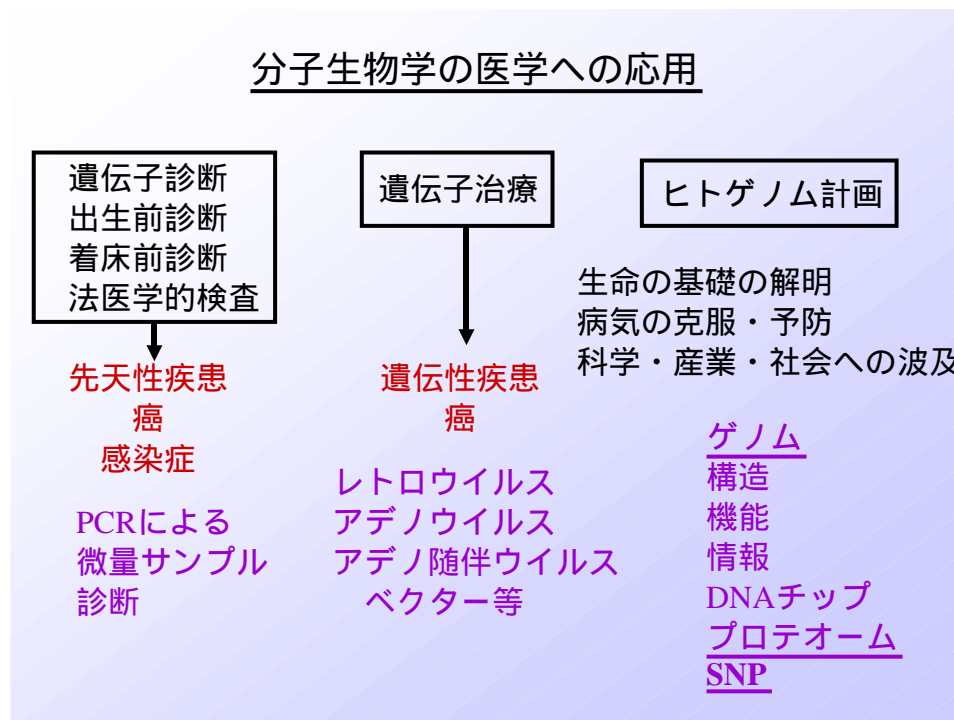 分子生物学の医学への応用
遺伝子診断
出生前診断
着床前診断
法医学的検査
先天性疾患
癌
感染症
PCRによる
微量サンプル
診断
遺伝子治療
遺伝性疾患
癌
レトロウイルス
アデノウイルス
アデノ随伴ウイルス
ベクター等
ヒトゲノム計画
生命の基礎の解明
病気の克服・予防
科学・産業・社会への波及
ゲノム
構造
機能
情報
DNAチップ
プロテオーム
SNP